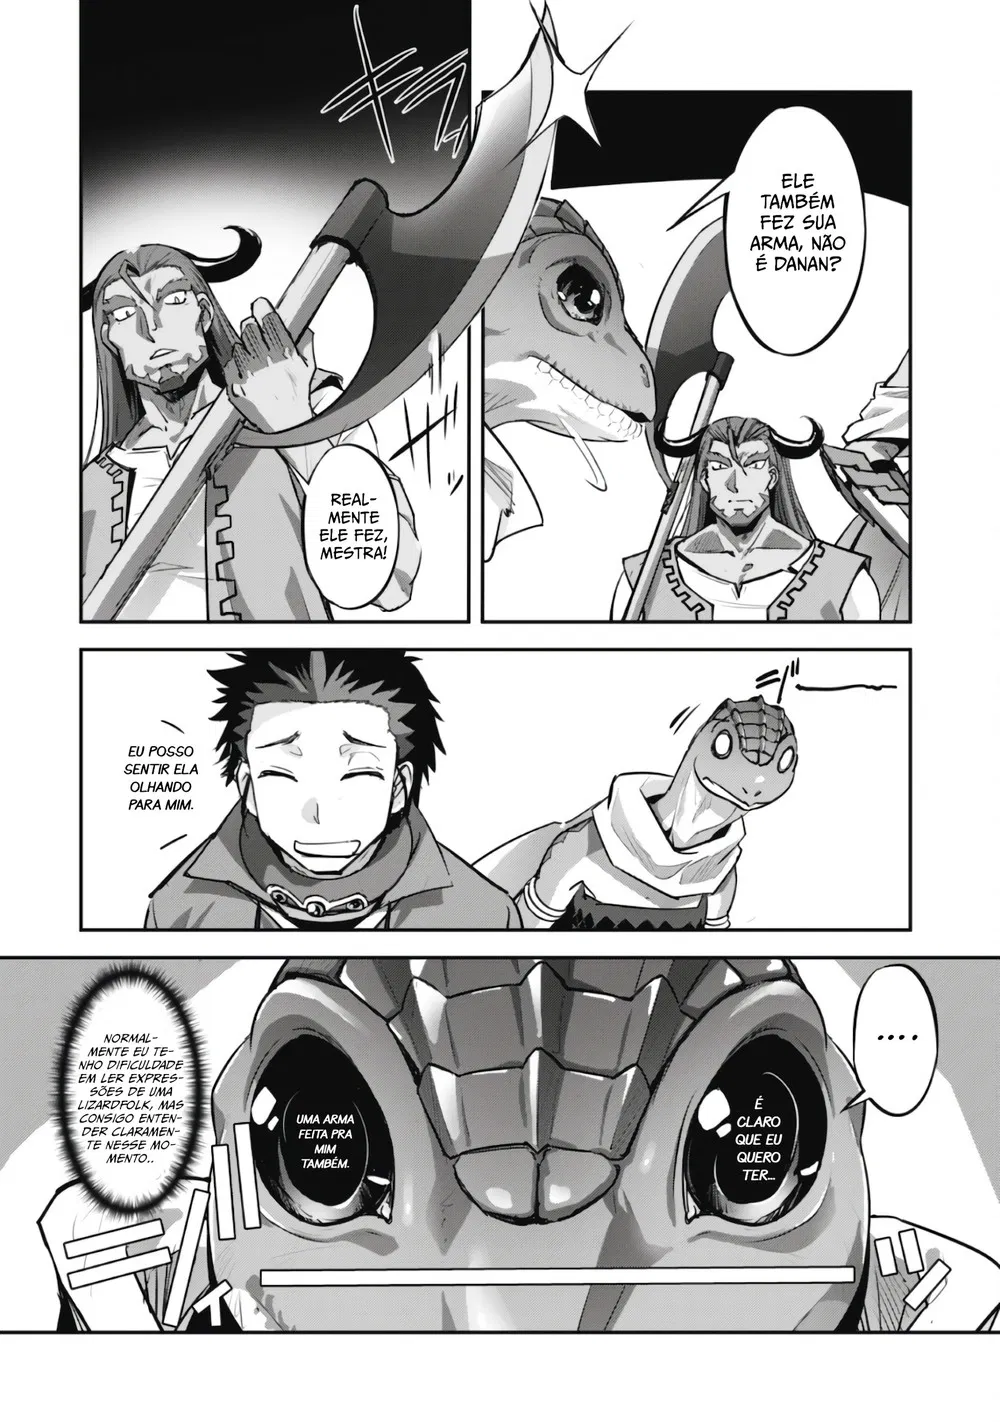 ELE
TAMBÉM
FEZ SUA
ARMA, NÃO
É DANAN?
REAL-
MENTE
ELE FEZ,
MESTRA!
EU POSSO
SENTIR ELA
OLHANDO
PARA MIM.
....
É
CLARO
QUE EU
QUERO
TER...
UMA ARMA
FEITA PRA
MIM
TAMBÉM.
NORMAL-
MENTE EU TE-
NHO DIFICULDADE
EM LER EXPRES-
SÕES DE UMA
LIZARDFOLK, MAS
CONSIGO ENTEN-
DER CLARAMEN-
TE NESSE MO-
MENTO..